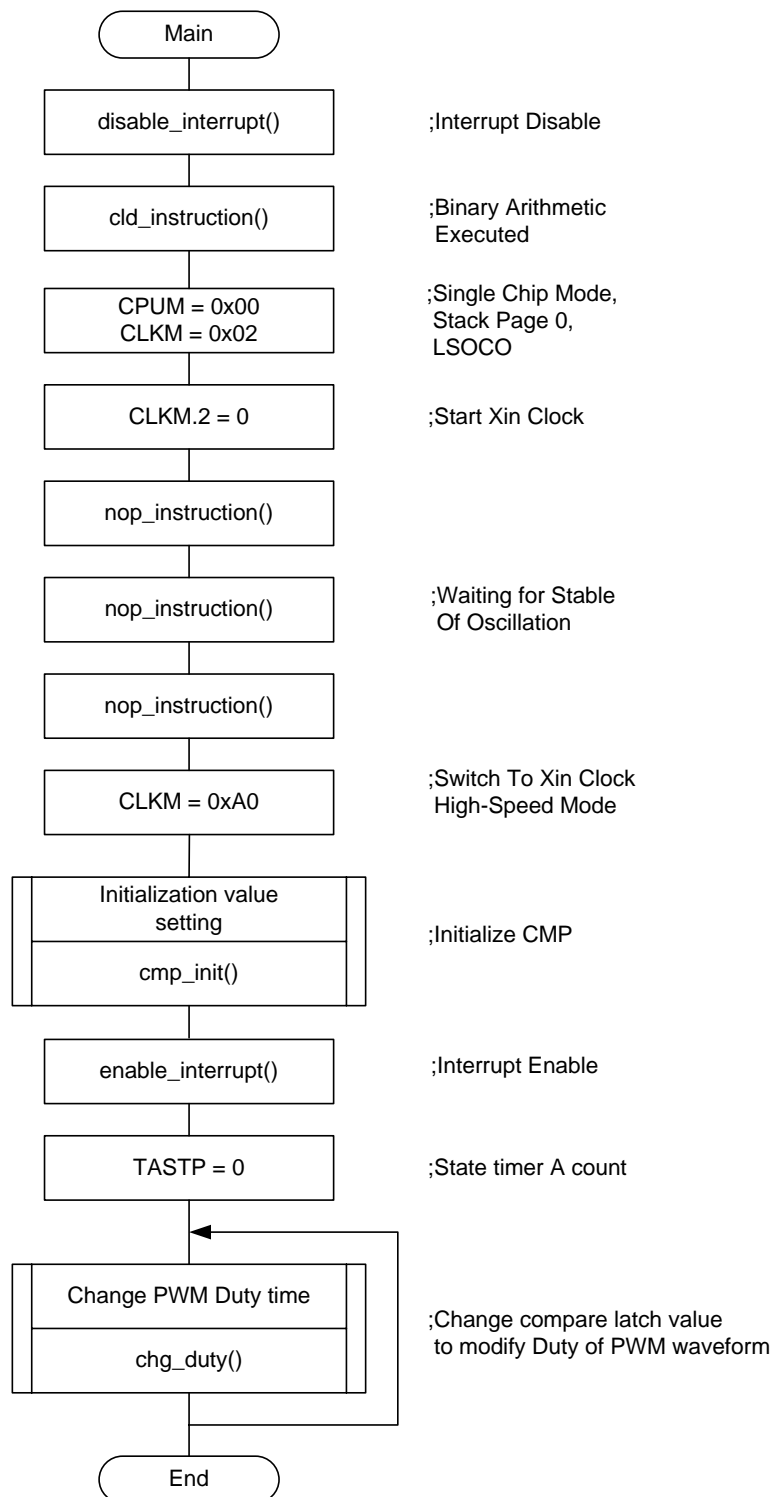 Main
disable_interrupt()
;Interrupt Disable
cld_instruction()
;Binary Arithmetic
Executed
CPUM = 0x00
CLKM = 0x02
;Single Chip Mode,
Stack Page 0,
LSOCO
CLKM.2 = 0
;Start Xin Clock
nop_instruction()
nop_instruction()
;Waiting for Stable
Of Oscillation
nop_instruction()
CLKM = 0xA0
;Switch To Xin Clock
High-Speed Mode
Initialization value
setting
cmp_init()
;Initialize CMP
enable_interrupt()
;Interrupt Enable
TASTP = 0
;State timer A count
Change PWM Duty time
chg_duty()
;Change compare latch value
to modify Duty of PWM waveform
End